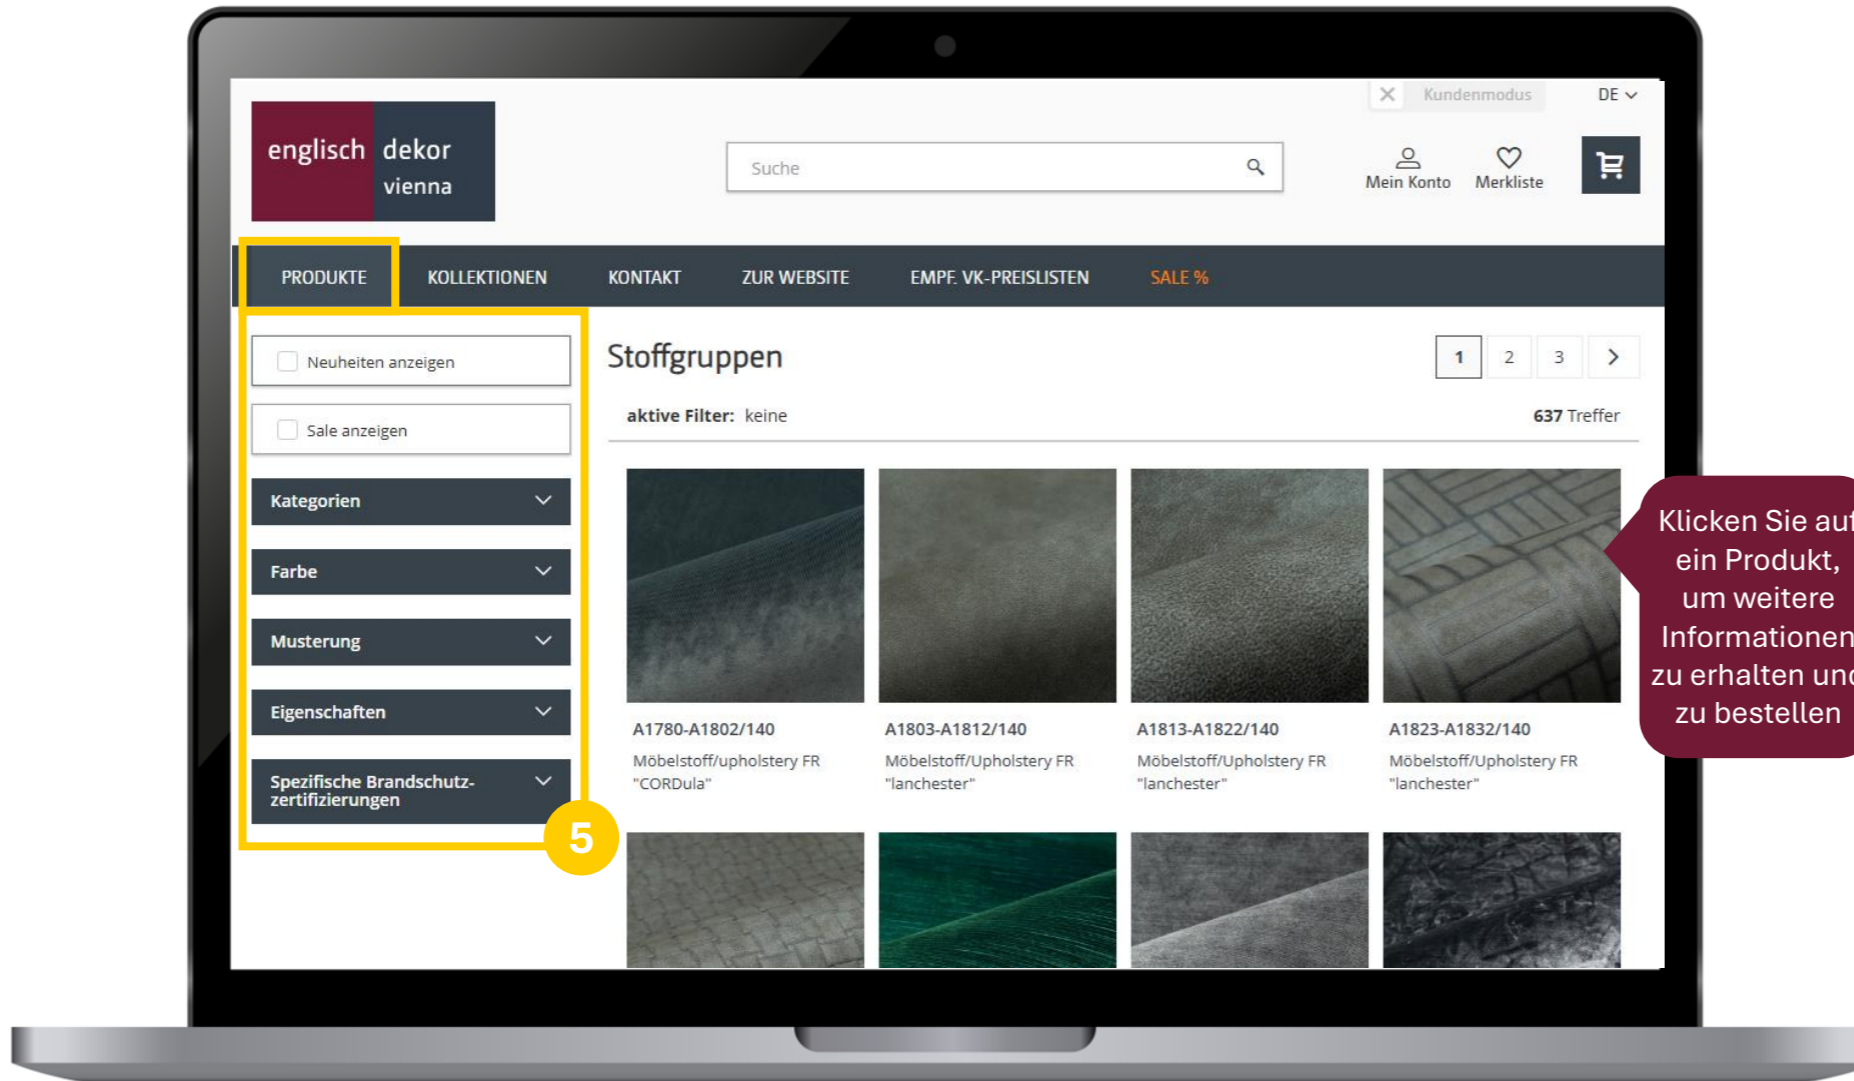 Kundenmodus
DE
englisch dekor
vienna
Suche
Mein Konto
Merkliste
PRODUKTE
KOLLEKTIONEN
KONTAKT
ZUR WEBSITE
EMPF. VK-PREISLISTEN
SALE %
Neuheiten anzeigen
Sale anzeigen
Kategorien
Farbe
Musterung
Eigenschaften
Spezifische Brandschutz-
zertifizierungen
5
Stoffgruppen
1 2 3
aktive Filter: keine
637 Treffer
A1780-A1802/140
Möbelstoff/upholstery FR
"CORDula"
A1803-A1812/140
Möbelstoff/Upholstery FR
"lanchester"
A1813-A1822/140
Möbelstoff/Upholstery FR
"lanchester"
A1823-A1832/140
Möbelstoff/Upholstery FR
"lanchester"
Klicken Sie auf
ein Produkt,
um weitere
Informationen
zu erhalten und
zu bestellen